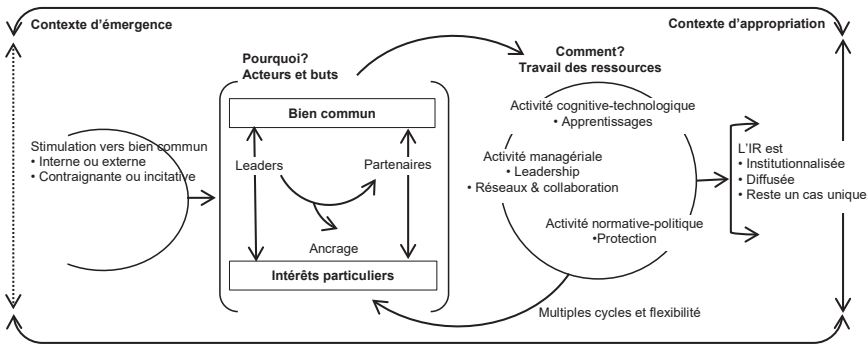 Contexte d’émergence
Contexte d’appropriation
Pourquoi?
Acteurs et buts
Comment?
Travail des ressources
Stimulation vers bien commun
• Interne ou externe
• Contraignante ou incitative
Bien commun
Leaders
Partenaires
Ancrage
Intérêts particuliers
Activité cognitive-technologique
• Apprentissages
Activité managériale
• Leadership
• Réseaux & collaboration
Activité normative-politique
•Protection
L’IR est
• Institutionnalisée
• Diffusée
• Reste un cas unique
Multiples cycles et flexibilité